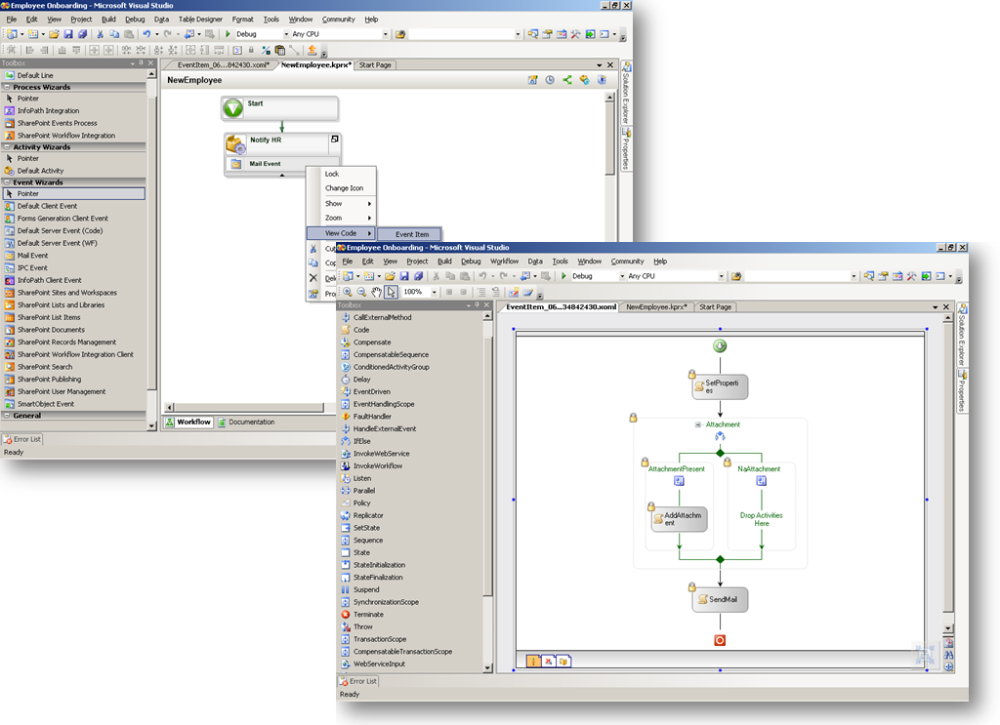 Employee Onboarding - Microsoft Visual Studio
File Edit View Project Build Debug Data Table Designer Format Tools Window Community Help
Debug Any CPU
Toolbox
Default Line
Process Wizards
Pointer
InfoPath Integration
SharePoint Events Process
SharePoint Workflow Integration
Activity Wizards
Pointer
Default Activity
Event Wizards
Pointer
Default Client Event
Forms Generation Client Event
Default Server Event (Code)
Default Server Event (WF)
Mail Event
IPC Event
InfoPath Client Event
SharePoint Sites and Workspaces
SharePoint Lists and Libraries
SharePoint List Items
SharePoint Documents
SharePoint Records Management
SharePoint Workflow Integration Client
SharePoint Search
SharePoint Publishing
SharePoint User Management
SmartObject Event
General
Error List
Ready
EventItem_06...842430.xoml* NewEmployee.kprx* Start Page
NewEmployee
Start
Notify HR
Mail Event
Lock
Change Icon
Show
Zoom
View Code
Event Item
Cu
Cop
Del
Pro
Workflow Documentation
Solution Explorer
Properties
Employee Onboarding - Microsoft Visual Studio
File Edit View Project Build Debug Workflow Data Tools Window Community Help
Debug Any CPU
100%
Toolbox
CallExternalMethod
Code
Compensate
CompensatableSequence
ConditionedActivityGroup
Delay
EventDriven
EventHandlingScope
FaultHandler
HandleExternalEvent
IfElse
InvokeWebService
InvokeWorkflow
Listen
Parallel
Policy
Replicator
SetState
Sequence
State
StateInitialization
StateFinalization
Suspend
SynchronizationScope
Terminate
Throw
TransactionScope
CompensatableTransactionScope
WebServiceInput
Error List
Ready
EventItem_06...34842430.xoml NewEmployee.kprx* Start Page
SetProperti
es
Attachment
AttachmentPresent
NaAttachment
AddAttachm
ent
Drop Activities
Here
SendMail
Solution Explorer
Properties